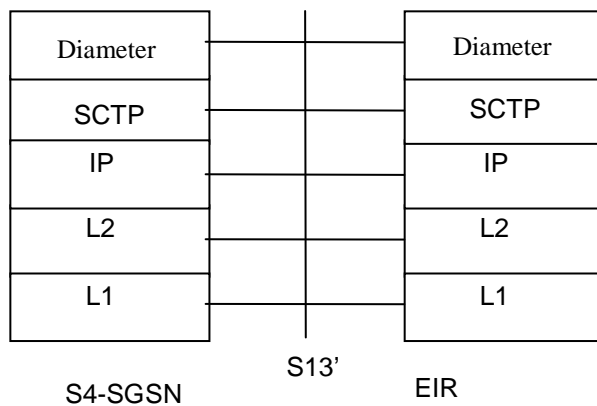 Diameter Diameter
SCTP SCTP
IP IP
L2 L2
L1 L1
S13’
S4-SGSN EIR